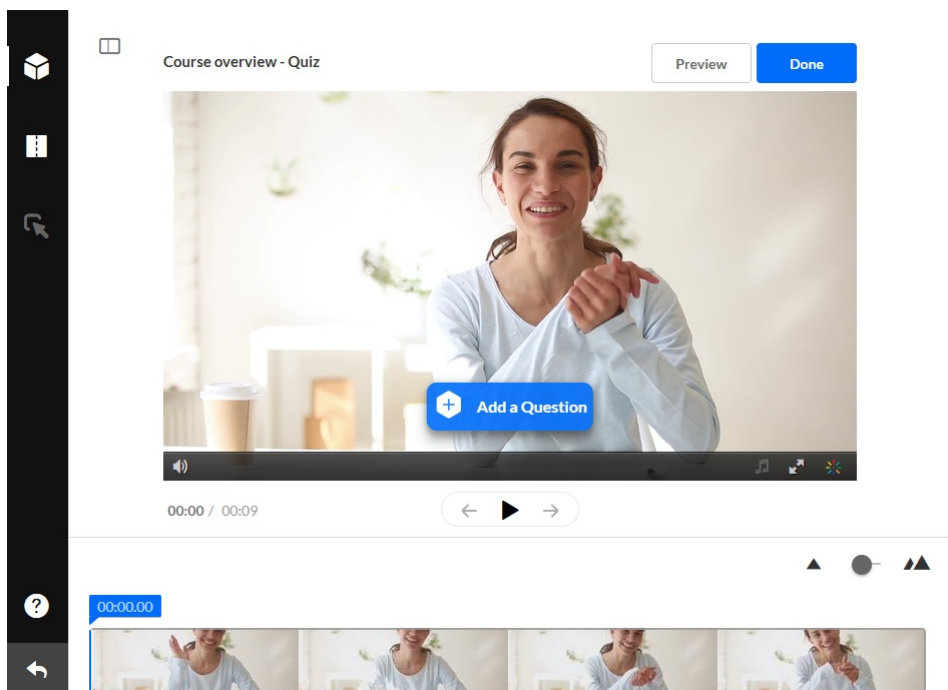 Course overview - Quiz
Preview
Done
Add a Question
00:00 / 00:09
00:00.00